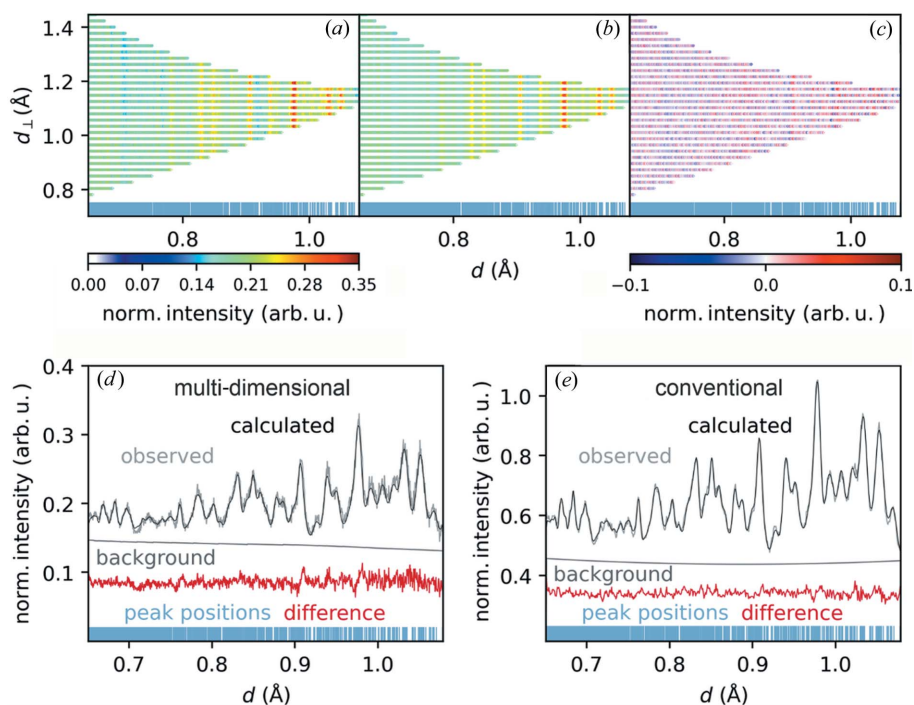 1.4
1.2
1.0
0.8
d⊥ (Å)
(a)
(b)
(c)
0.8
1.0
0.8
1.0
0.8
1.0
d (Å)
0.00
0.07
0.14
0.21
0.28
0.35
norm. intensity (arb. u. )
−0.1
0.0
0.1
norm. intensity (arb. u. )
0.4
0.3
0.2
0.1
norm. intensity (arb. u. )
(d)
multi-dimensional
calculated
observed
background
peak positions difference
0.7
0.8
0.9
1.0
d (Å)
1.0
0.8
0.6
0.4
norm. intensity (arb. u. )
(e)
conventional
calculated
observed
background
peak positions difference
0.7
0.8
0.9
1.0
d (Å)